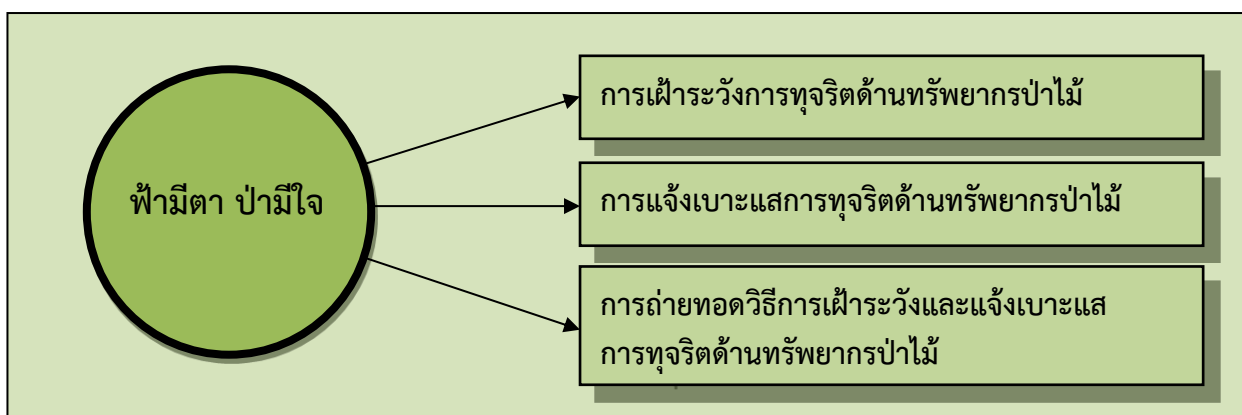 ฟ้ามีตา ป่ามีใจ
การเฝ้าระวังการทุจริตด้านทรัพยากรป่าไม้
การแจ้งเบาะแสการทุจริตด้านทรัพยากรป่าไม้
การถ่ายทอดวิธีการเฝ้าระวังและแจ้งเบาะแส
การทุจริตด้านทรัพยากรป่าไม้